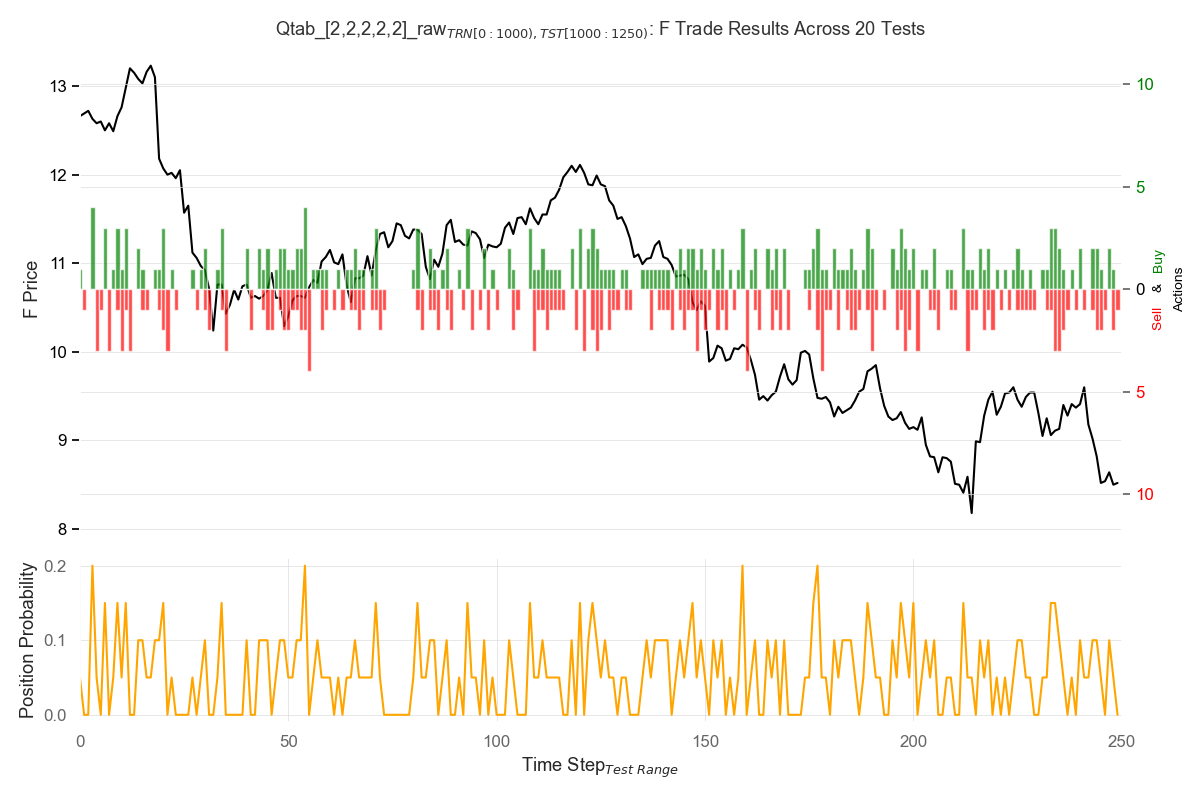 Qtab_[2,2,2,2,2]_raw TRN[0:1000), TST[1000:1250): F Trade Results Across 20 Tests
F Price
13
12
11
10
9
8
10
5
0
5
10
Sell & Buy
Actions
Position Probability
0.2
0.1
0.0
0 50 100 150 200 250
Time Step Test Range